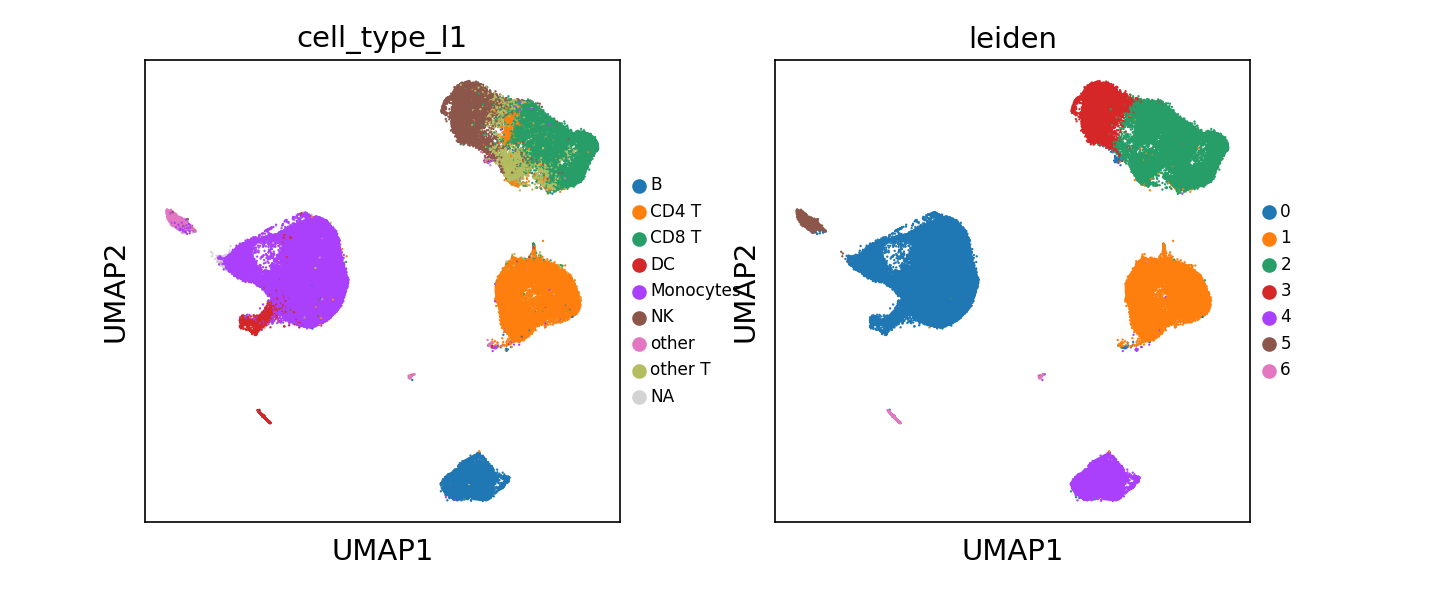 cell_type_l1
leiden
UMAP2
UMAP1
B
CD4 T
CD8 T
DC
Monocytes
NK
other
other T
NA
UMAP2
UMAP1
0
1
2
3
4
5
6